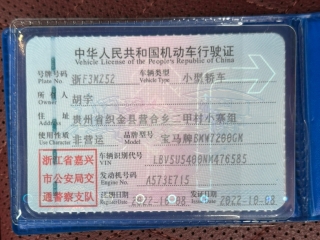 中华人民共和国机动车行驶证
Vehicle License of the People's Republic of China
号牌号码 Plate No. 浙F3MZ52 车辆类型 Vehicle Type 小型轿车
所有人 Owner 胡宇
住址 Address 贵州省织金县营合乡二甲村小寨组
使用性质 Use Character 非营运 品牌型号 Model 宝马牌BMW7200GM
浙江省嘉兴 车辆识别代号 VIN LBVSU5400NM476585
市公安局交 发动机号码 Engine No. A573E715
通警察支队 注册日期 2022-10-08 发证日期 2022-10-08